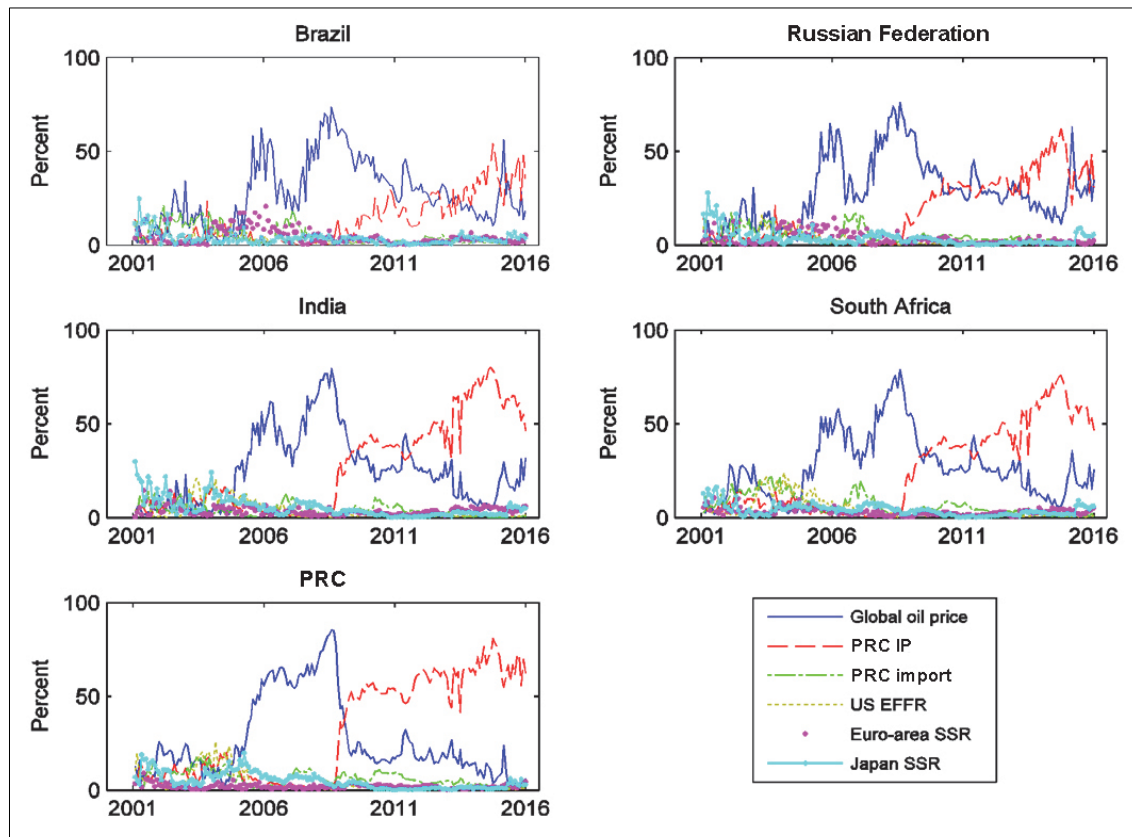 Brazil
Percent
100
50
0
2001 2006 2011 2016
Russian Federation
Percent
100
50
0
2001 2006 2011 2016
India
Percent
100
50
0
2001 2006 2011 2016
South Africa
Percent
100
50
0
2001 2006 2011 2016
PRC
Percent
100
50
0
2001 2006 2011 2016
Global oil price
PRC IP
PRC import
US EFFR
Euro-area SSR
Japan SSR